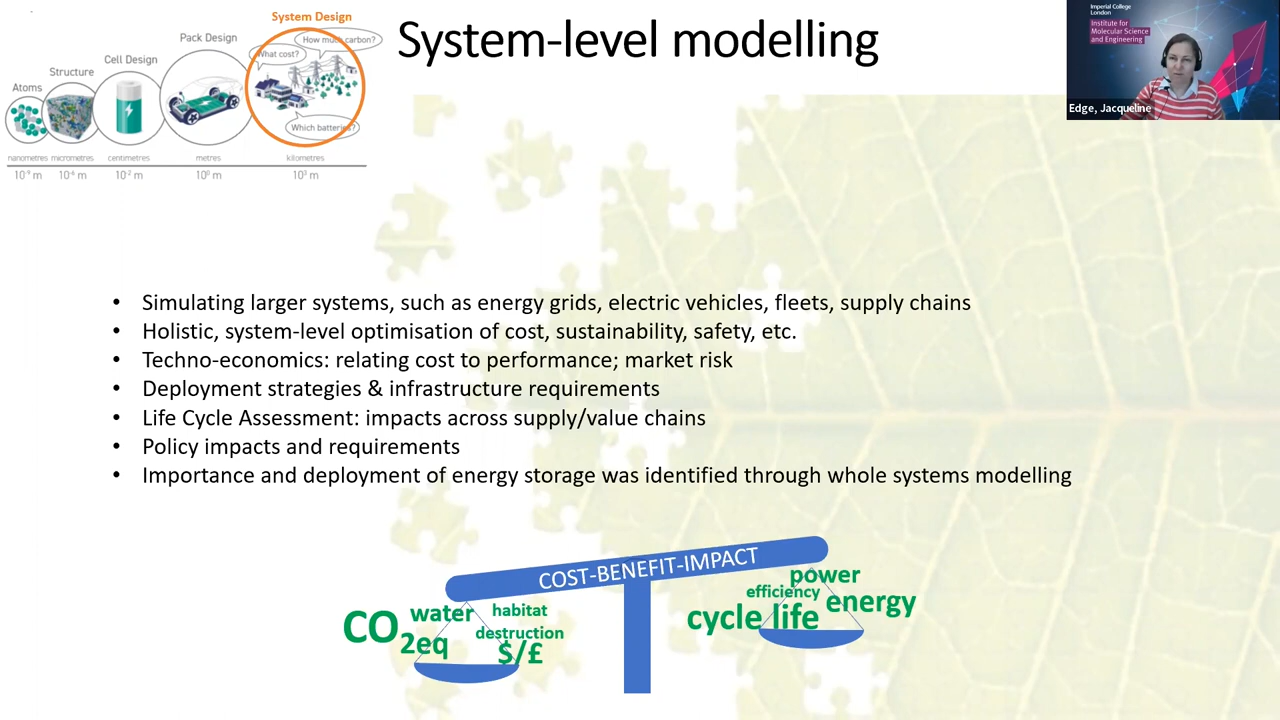 System Design
Pack Design
Cell Design
Structure
Atoms
How much carbon?
What cost?
Which batteries?
nanometres micrometres centimetres metres kilometres
10⁻⁹ m 10⁻⁶ m 10⁻² m 10⁰ m 10³ m
System-level modelling
Imperial College
London
Institute for
Molecular Science
and Engineering
Edge, Jacqueline
• Simulating larger systems, such as energy grids, electric vehicles, fleets, supply chains
• Holistic, system-level optimisation of cost, sustainability, safety, etc.
• Techno-economics: relating cost to performance; market risk
• Deployment strategies & infrastructure requirements
• Life Cycle Assessment: impacts across supply/value chains
• Policy impacts and requirements
• Importance and deployment of energy storage was identified through whole systems modelling
COST-BENEFIT-IMPACT
CO2eq
water
habitat
destruction
$/£
power
efficiency
energy
cycle life